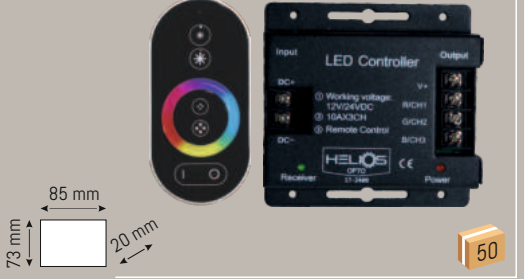 Input
LED Controller
Output
DC+
V+
① Working voltage:
12V/24VDC
R/CH1
② 10AX3CH
G/CH2
③ Remote Control
DC-
B/CH3
HELIOS
OPTO
CE
Receiver
Power
I O
85 mm
73 mm
20 mm
50